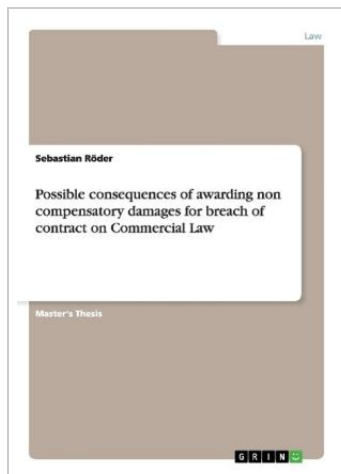 Law
Sebastian Röder
Possible consequences of awarding non
compensatory damages for breach of
contract on Commercial Law
Master's Thesis
GRIN